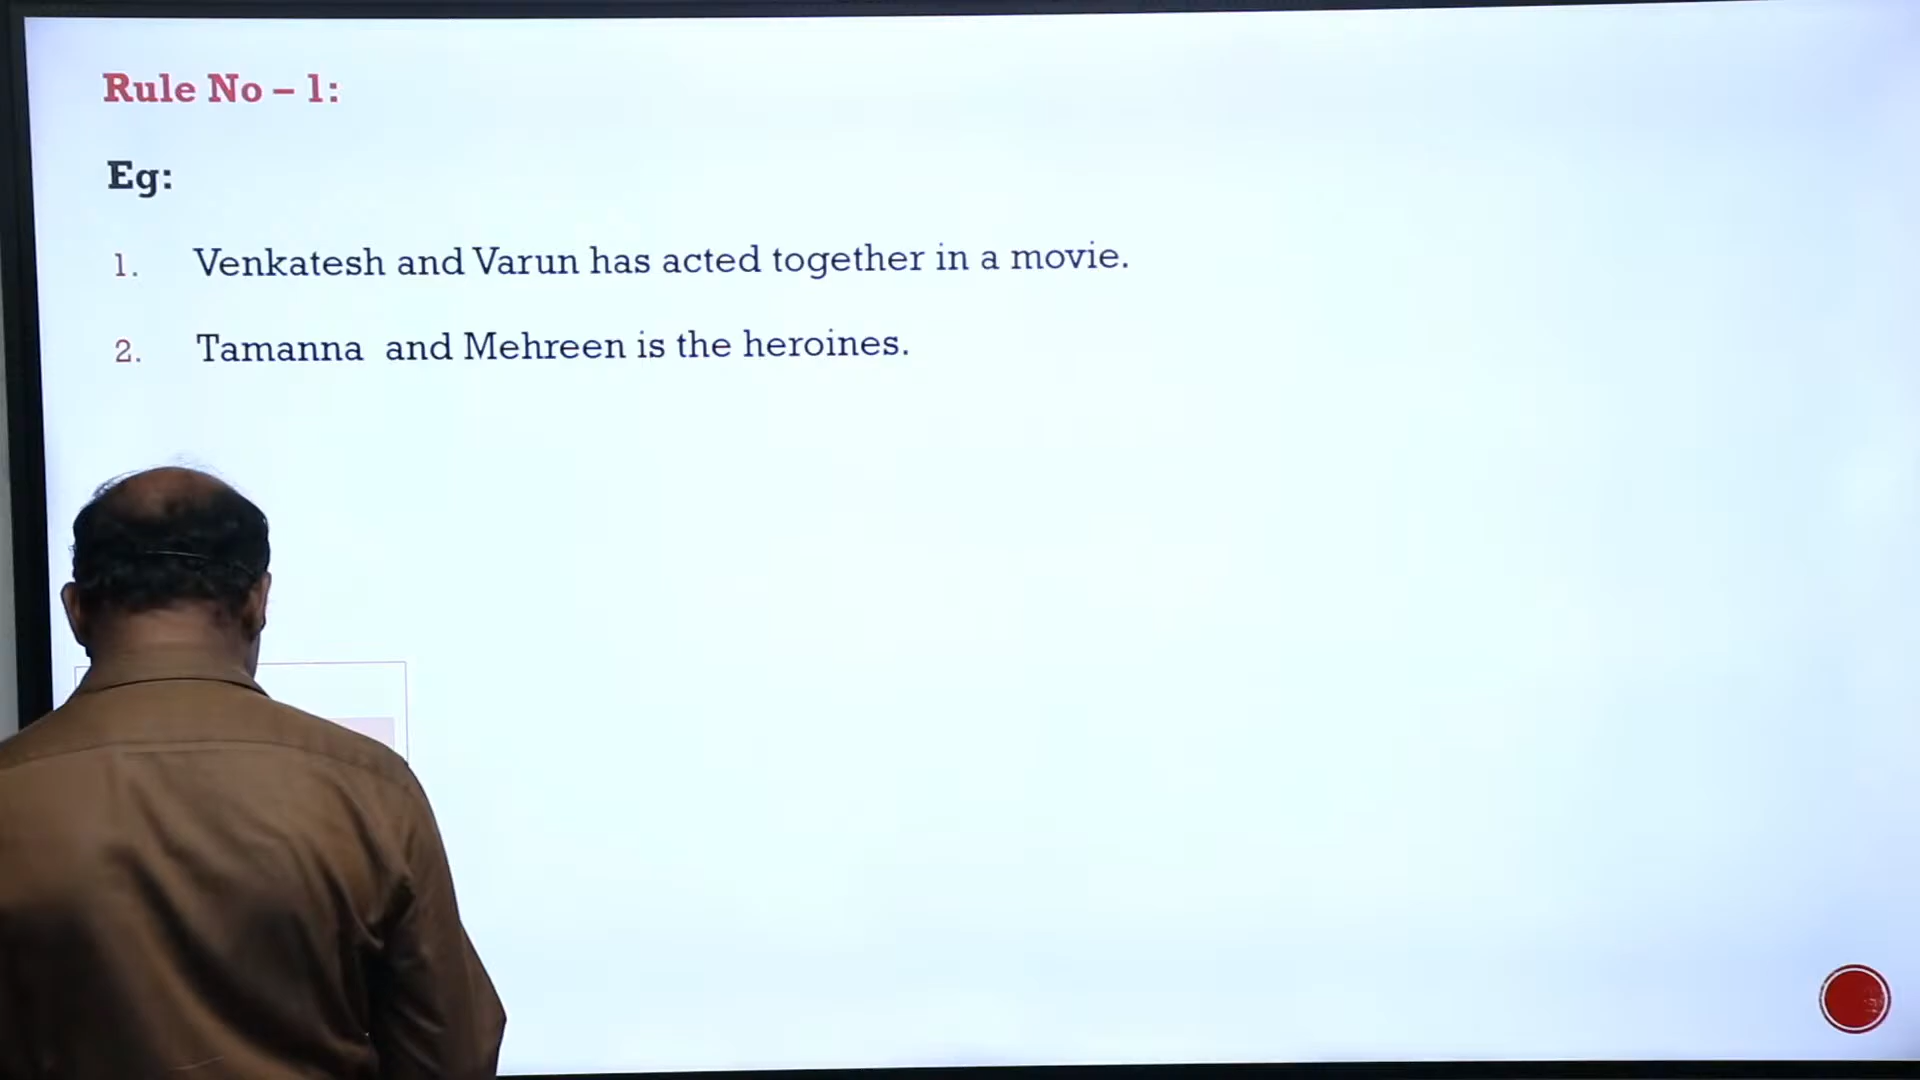 Rule No – 1:
Eg:
1. Venkatesh and Varun has acted together in a movie.
2. Tamanna and Mehreen is the heroines.